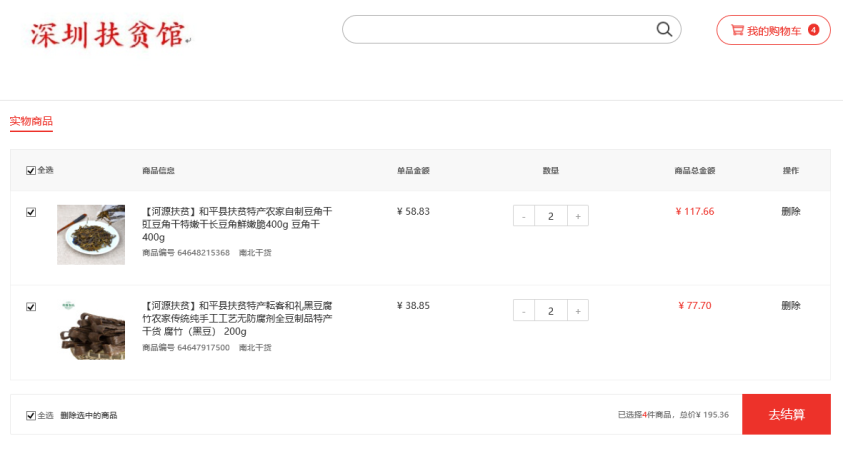 深圳扶贫馆
我的购物车 4
实物商品
全选 商品信息 单品金额 数量 商品总金额 操作
【河源扶贫】和平县扶贫特产农家自制豆角干
豇豆角干特嫩干长豆角鲜嫩脆400g 豆角干
400g
商品编号 64648215368 南北干货
¥ 58.83
- 2 +
¥ 117.66
删除
【河源扶贫】和平县扶贫特产耘客和礼黑豆腐
竹农家传统纯手工工艺无防腐剂全豆制品特产
干货 腐竹（黑豆） 200g
商品编号 64647917500 南北干货
¥ 38.85
- 2 +
¥ 77.70
删除
全选 删除选中的商品 已选择4件商品，总价¥ 195.36 去结算